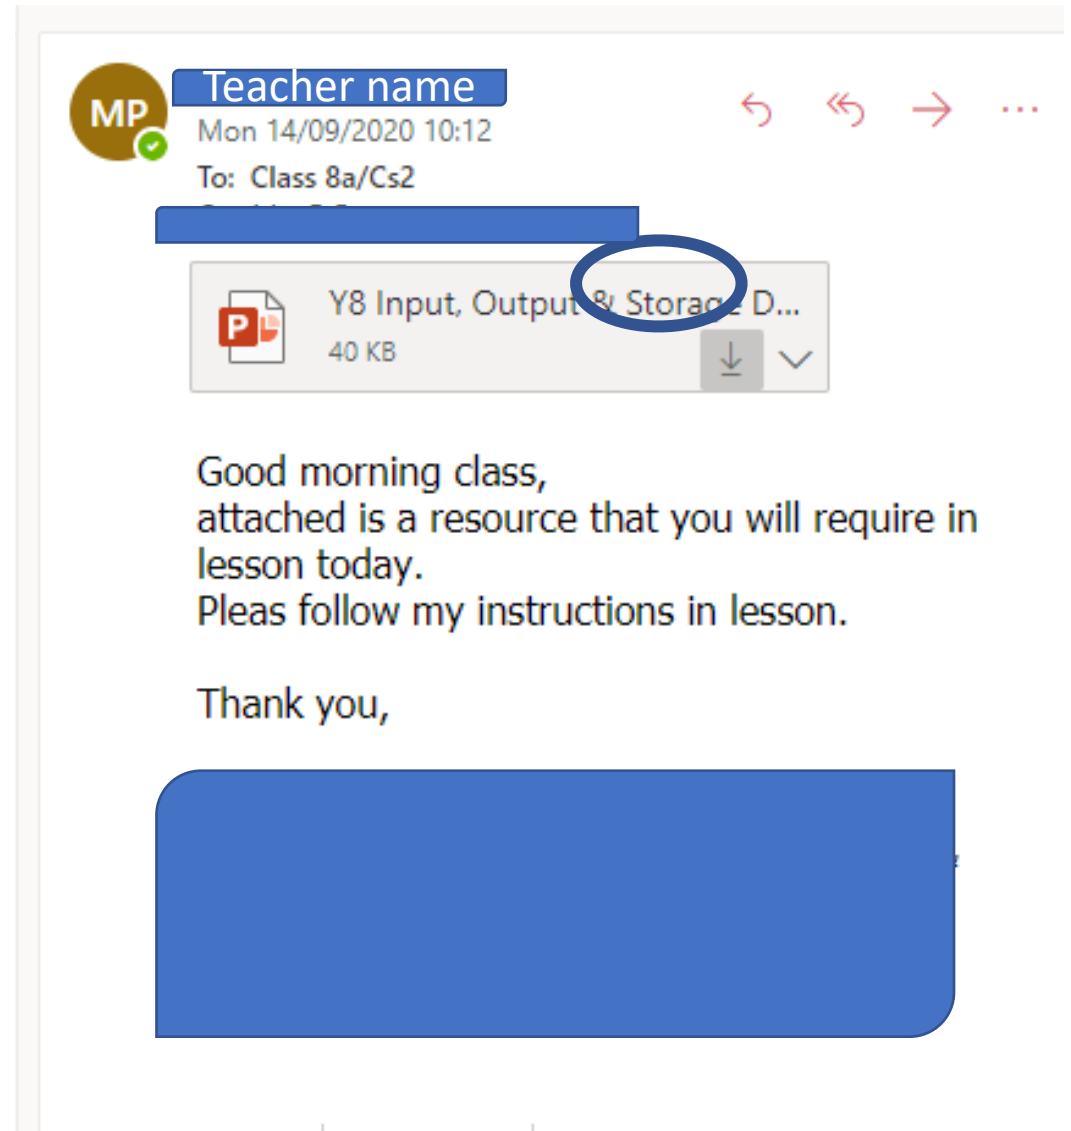 MP
Teacher name
Mon 14/09/2020 10:12
To: Class 8a/Cs2
Y8 Input, Output & Storage D...
40 KB
Good morning class,
attached is a resource that you will require in
lesson today.
Pleas follow my instructions in lesson.
Thank you,